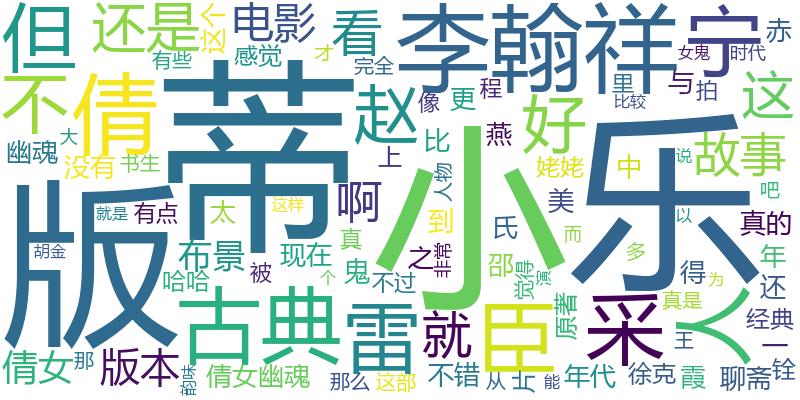 但 还是 这个 电影 看 李翰祥 宁 赤
有些 感觉 才 完全 女鬼 时代
不 倩 蒂 赵 像 更 程 里 与 拍 这
比较
幽魂 大 没有 书生 上 比 燕 好 姥姥 中 故事 说
版 小 乐
就是 有点 太 这样 啊 真 到 人物 氏 美 而 以 吧 真的
胡金 布景 现在 之 非常 邵 觉得 演 多 得 年
哈哈 被 个 鬼 不过 原著 真是 为 还
古典 雷 就 臣 采 人 王 经典 一
倩女 那 版本 韵味 倩女幽魂 那么 这部 不错 从 片 能 年代 徐克 霞 聊斋 铨